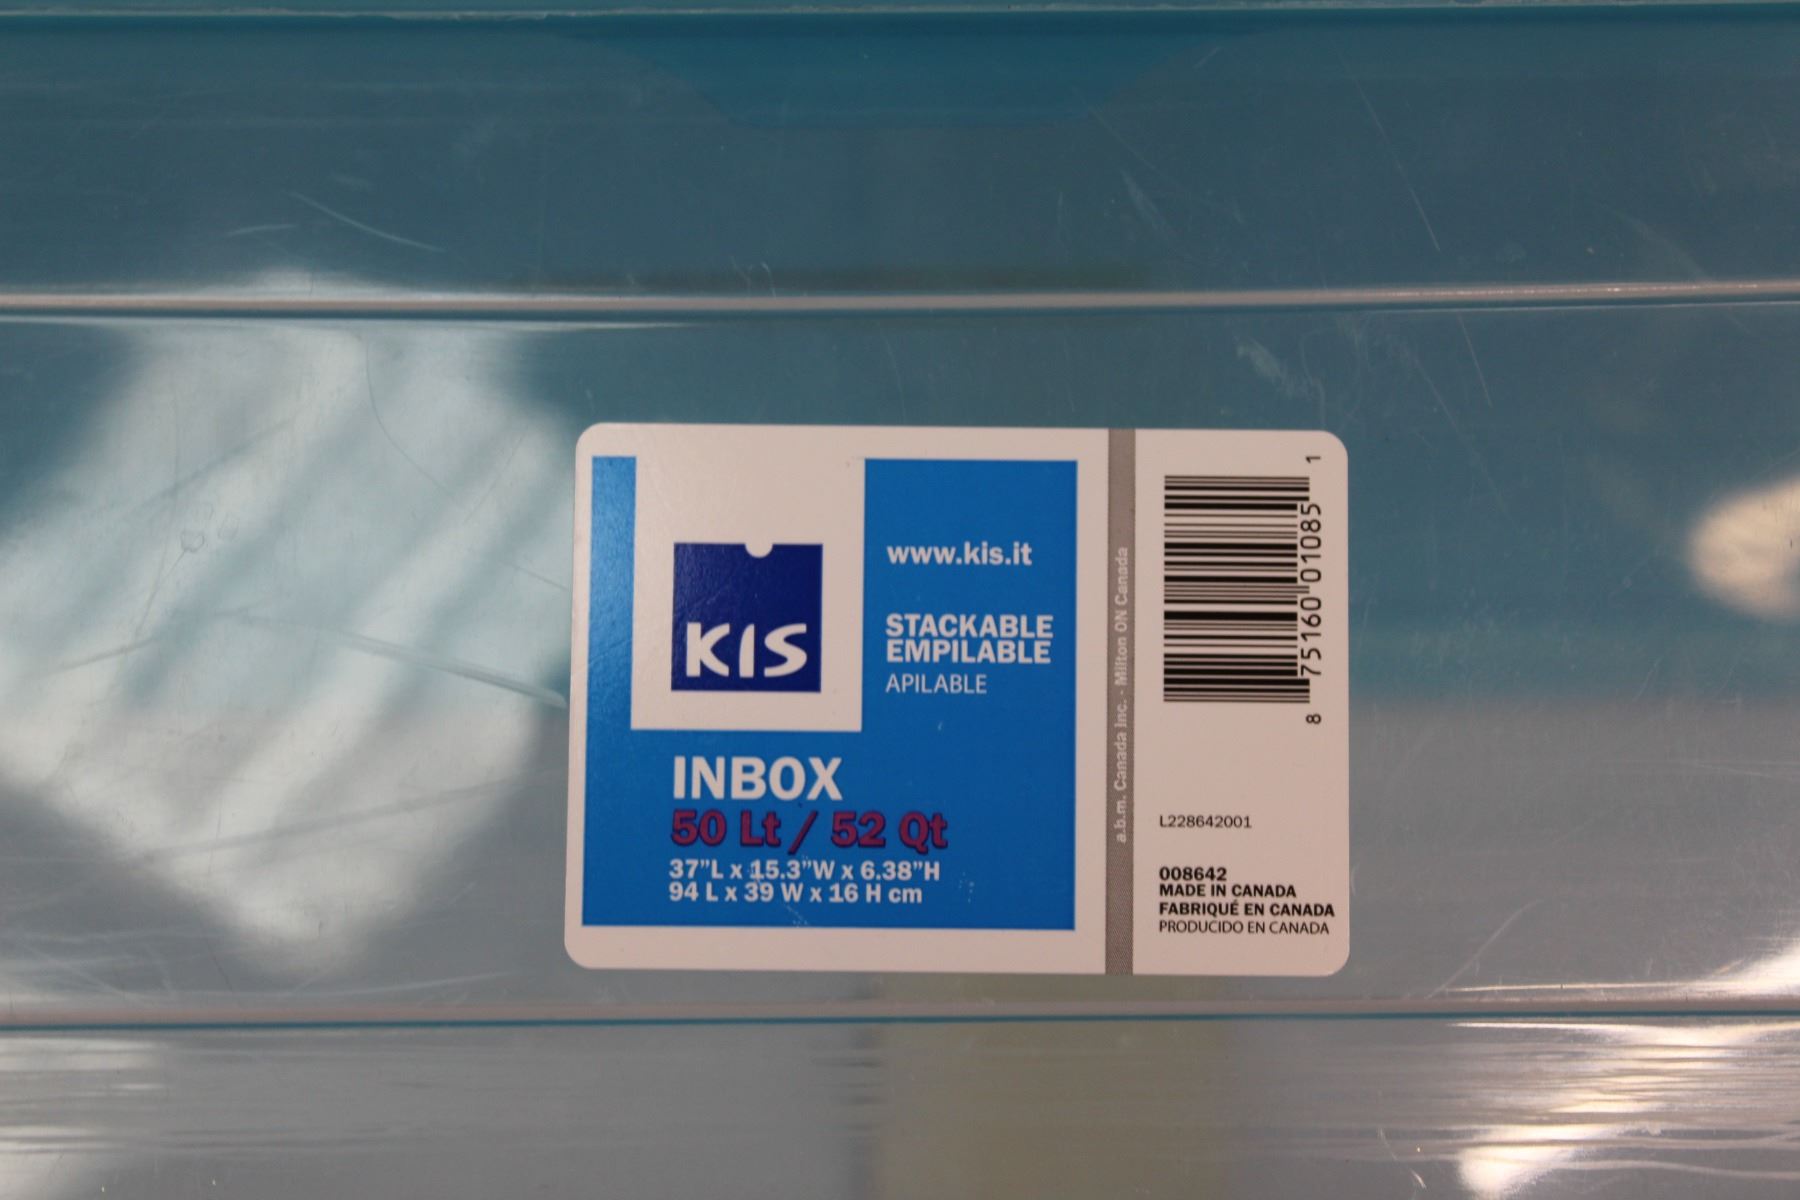 KIS
www.kis.it
STACKABLE
EMPILABLE
APILABLE
INBOX
50 Lt / 52 Qt
37”L x 15.3”W x 6.38”H
94 L x 39 W x 16 H cm
a.b.m. Canada Inc. - Milton ON Canada
8 75160 01085 1
L228642001
008642
MADE IN CANADA
FABRIQUÉ EN CANADA
PRODUCIDO EN CANADA